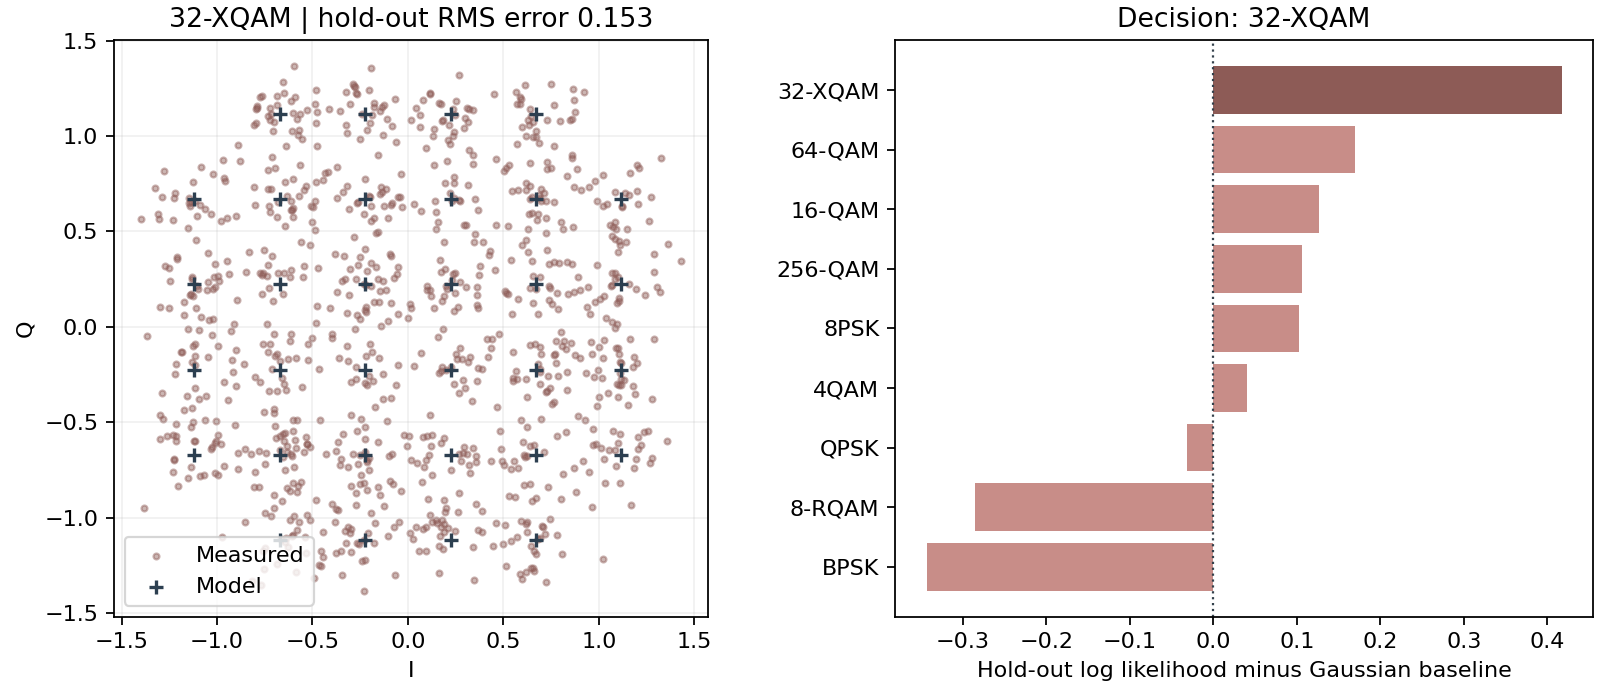 32-XQAM | hold-out RMS error 0.153
1.5
1.0
0.5
0.0
−0.5
−1.0
−1.5
Q
Measured
Model
−1.5
−1.0
−0.5
0.0
0.5
1.0
1.5
I
Decision: 32-XQAM
32-XQAM
64-QAM
16-QAM
256-QAM
8PSK
4QAM
QPSK
8-RQAM
BPSK
−0.3
−0.2
−0.1
0.0
0.1
0.2
0.3
0.4
Hold-out log likelihood minus Gaussian baseline